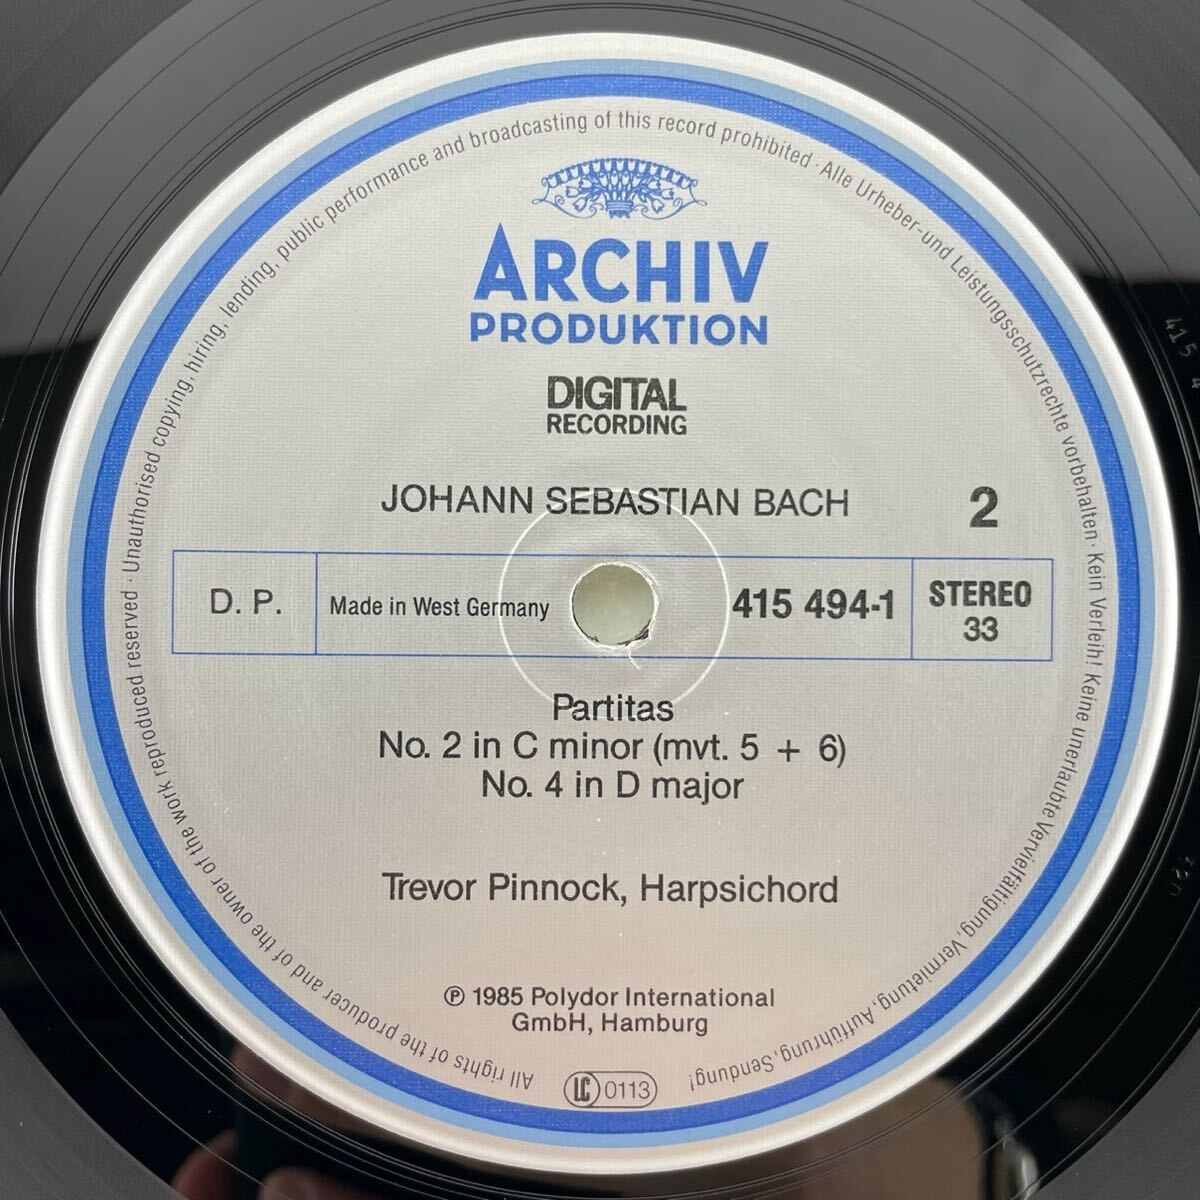 All rights of the producer and of the owner of the work reproduced reserved · Unauthorised copying, hiring, lending, public performance and broadcasting of this record prohibited · Alle Urheber-und Leistungsschutzrechte vorbehalten · Kein Verleih! Keine unerlaubte Vervielfältigung, Vermietung, Aufführung, Sendung!
ARCHIV
PRODUKTION
DIGITAL
RECORDING
JOHANN SEBASTIAN BACH
2
D. P.
Made in West Germany
415 494-1
STEREO
33
Partitas
No. 2 in C minor (mvt. 5 + 6)
No. 4 in D major
Trevor Pinnock, Harpsichord
℗ 1985 Polydor International
GmbH, Hamburg
LC 0113
415 4
320